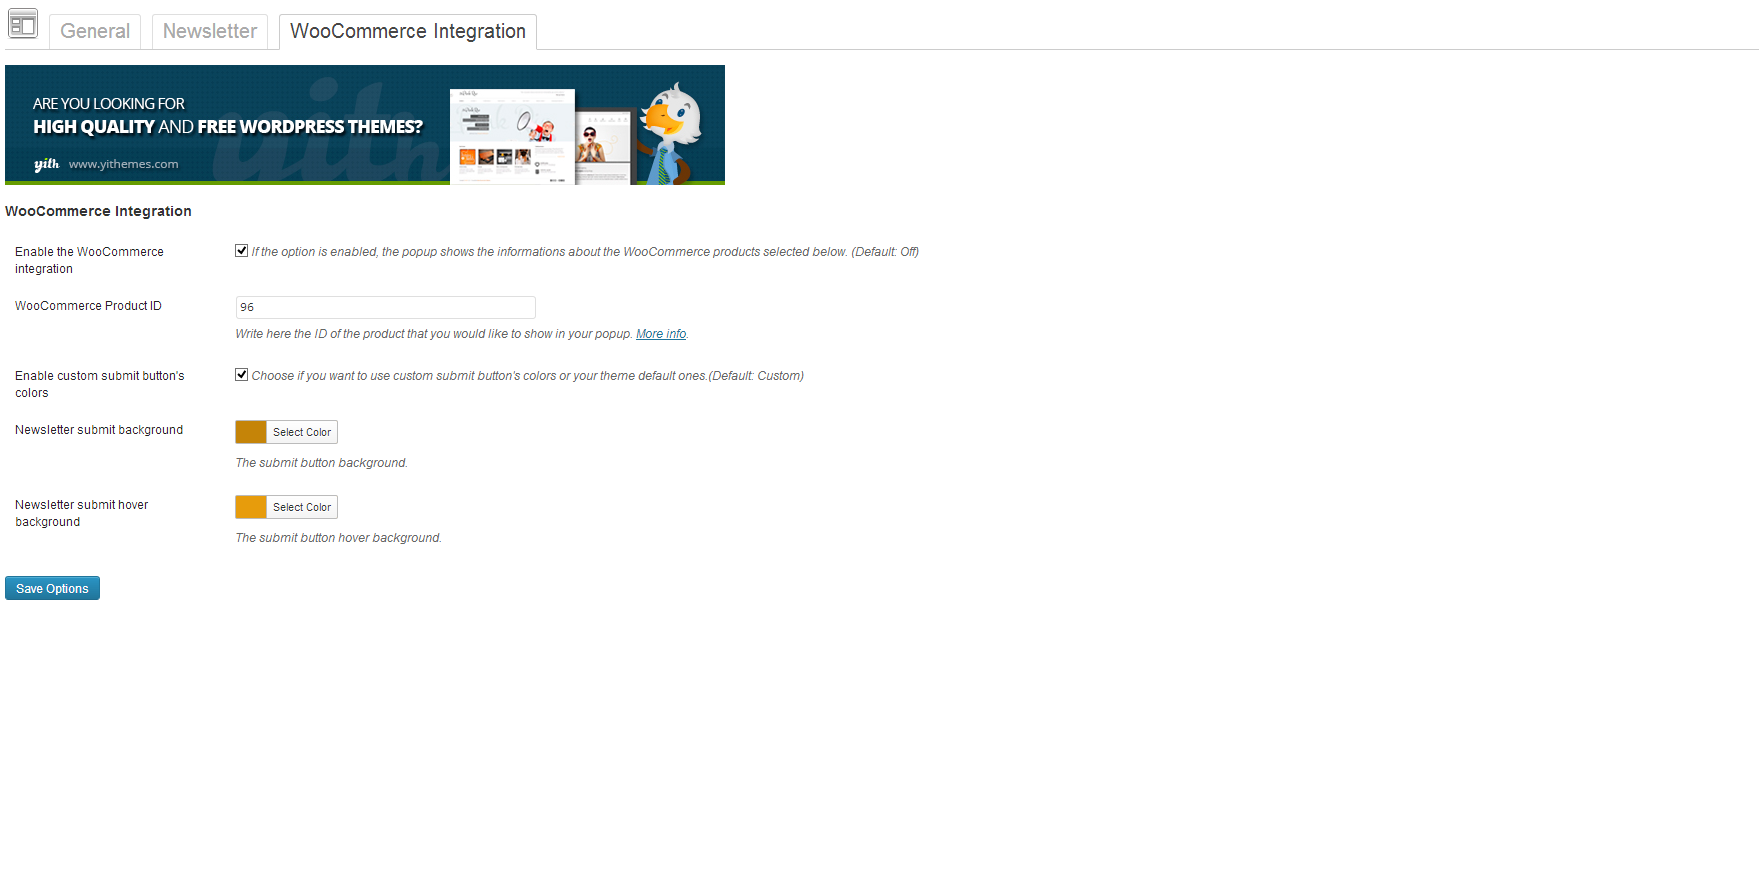 General
Newsletter
WooCommerce Integration
ARE YOU LOOKING FOR
HIGH QUALITY AND FREE WORDPRESS THEMES?
yith www.yithemes.com
WooCommerce Integration
Enable the WooCommerce
integration
If the option is enabled, the popup shows the informations about the WooCommerce products selected below. (Default: Off)
WooCommerce Product ID
96
Write here the ID of the product that you would like to show in your popup. More info.
Enable custom submit button's
colors
Choose if you want to use custom submit button's colors or your theme default ones.(Default: Custom)
Newsletter submit background
Select Color
The submit button background.
Newsletter submit hover
background
Select Color
The submit button hover background.
Save Options